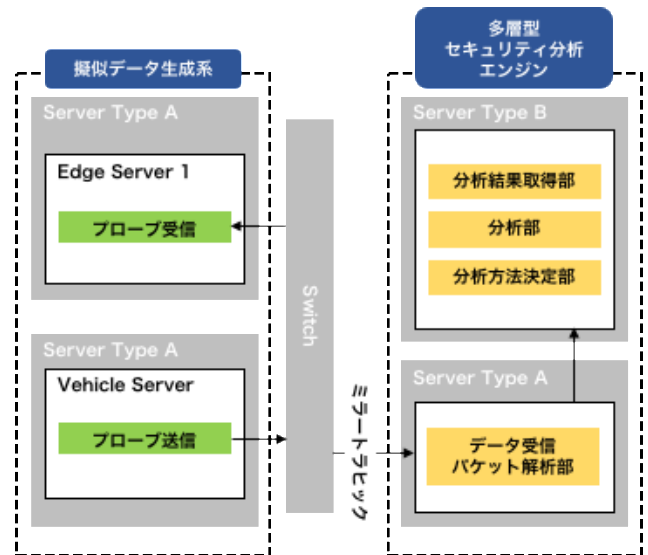 擬似データ生成系
Server Type A
Edge Server 1
プローブ受信
Server Type A
Vehicle Server
プローブ送信
Switch
ミラートラヒック
多層型
セキュリティ分析
エンジン
Server Type B
分析結果取得部
分析部
分析方法決定部
Server Type A
データ受信
パケット解析部